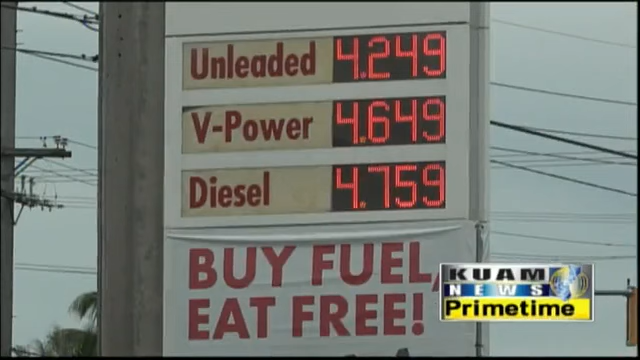 Unleaded 4.249
V-Power 4.649
Diesel 4.759
BUY FUEL,
EAT FREE!
KUAM
NEWS
Primetime